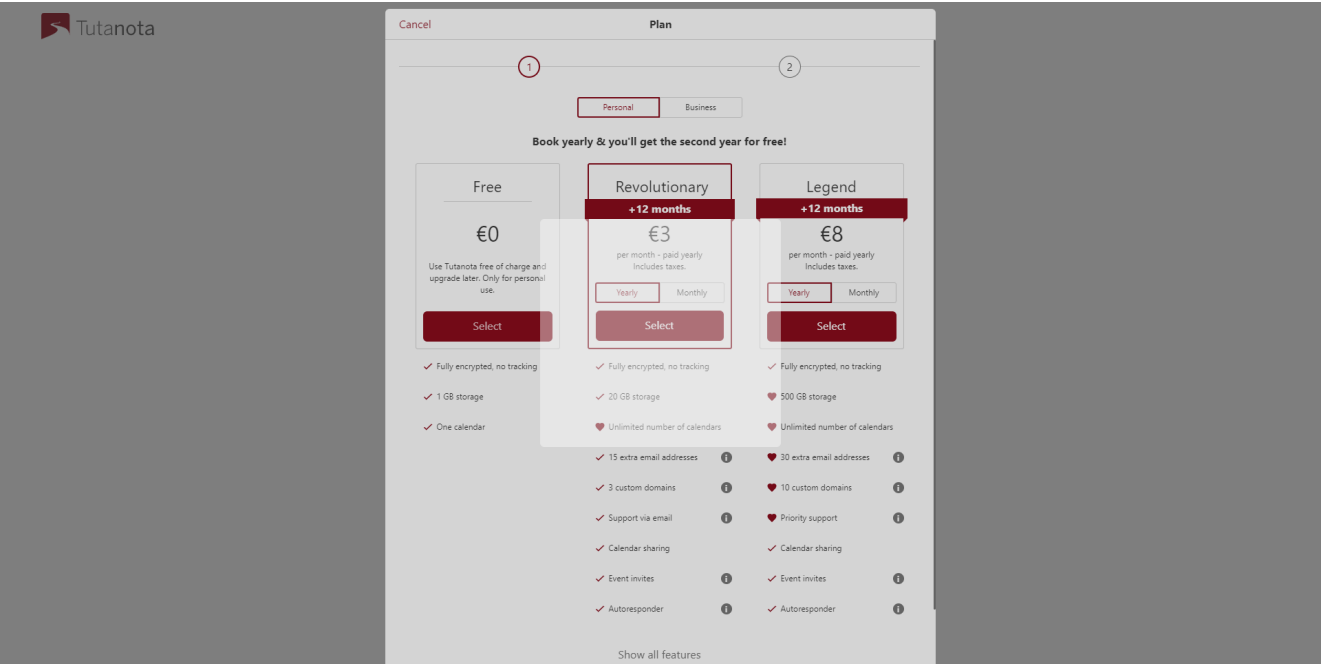 Tutanota
Cancel
Plan
1
2
Personal
Business
Book yearly & you'll get the second year for free!
Free
€0
Use Tutanota free of charge and
upgrade later. Only for personal
use.
Select
Fully encrypted, no tracking
1 GB storage
One calendar
Revolutionary
+12 months
€3
per month - paid yearly
Includes taxes.
Yearly
Monthly
Select
Fully encrypted, no tracking
20 GB storage
Unlimited number of calendars
15 extra email addresses
3 custom domains
Support via email
Calendar sharing
Event invites
Autoresponder
Legend
+12 months
€8
per month - paid yearly
Includes taxes.
Yearly
Monthly
Select
Fully encrypted, no tracking
500 GB storage
Unlimited number of calendars
30 extra email addresses
10 custom domains
Priority support
Calendar sharing
Event invites
Autoresponder
Show all features